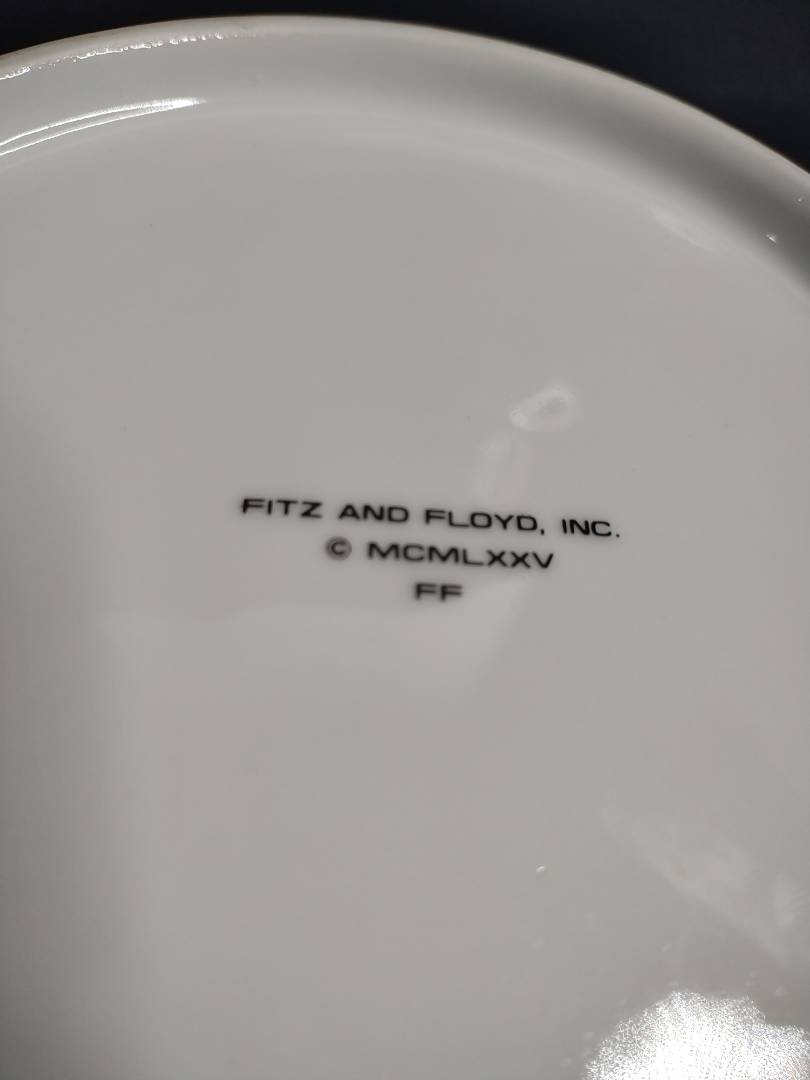 FITZ AND FLOYD, INC.
© MCMLXXV
FF